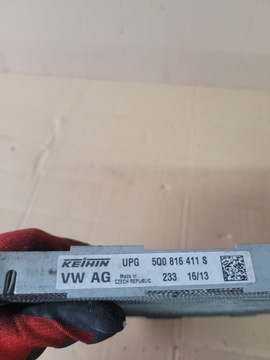 KEIHIN UPG 5Q0 816 411 S
VW AG Made in CZECH REPUBLIC 233 16/13